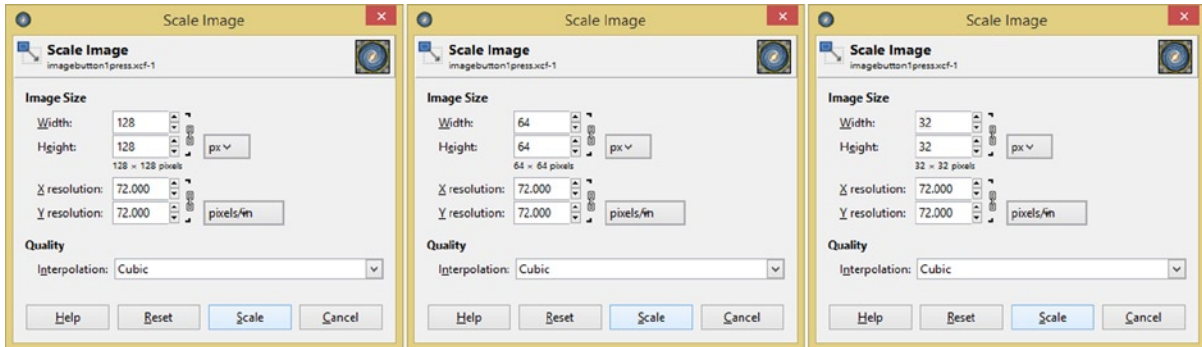 Scale Image
Scale Image
imagebutton1press.xcf-1
Image Size
Width: 128
Height: 128 px
128 × 128 pixels
X resolution: 72.000
Y resolution: 72.000 pixels/in
Quality
Interpolation: Cubic
Help Reset Scale Cancel
Scale Image
Scale Image
imagebutton1press.xcf-1
Image Size
Width: 64
Height: 64 px
64 × 64 pixels
X resolution: 72.000
Y resolution: 72.000 pixels/in
Quality
Interpolation: Cubic
Help Reset Scale Cancel
Scale Image
Scale Image
imagebutton1press.xcf-1
Image Size
Width: 32
Height: 32 px
32 × 32 pixels
X resolution: 72.000
Y resolution: 72.000 pixels/in
Quality
Interpolation: Cubic
Help Reset Scale Cancel